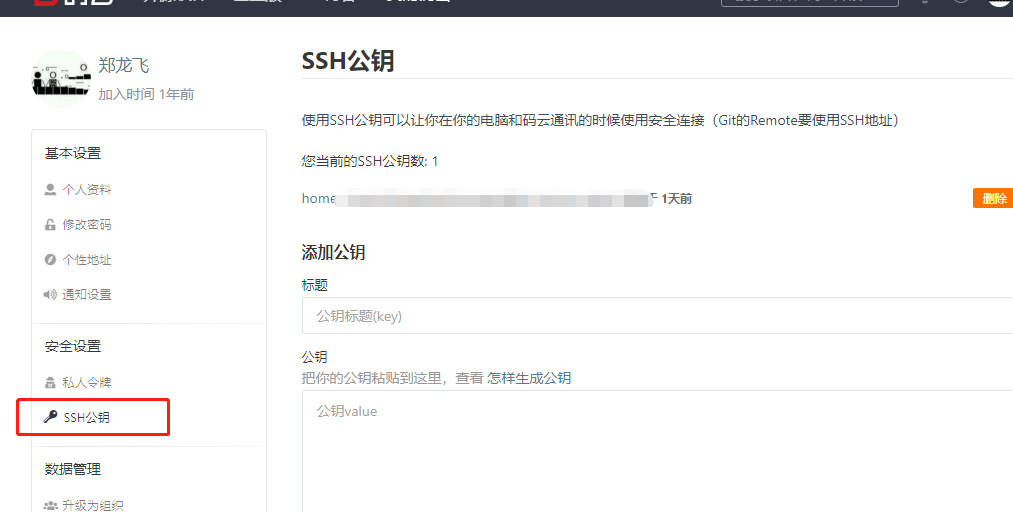 郑龙飞
加入时间 1年前
基本设置
个人资料
修改密码
个性地址
通知设置
安全设置
私人令牌
SSH公钥
数据管理
升级为组织
SSH公钥
使用SSH公钥可以让你在你的电脑和码云通讯的时候使用安全连接（Git的Remote要使用SSH地址）
您当前的SSH公钥数: 1
home 于 1天前
删除
添加公钥
标题
公钥标题(key)
公钥
把你的公钥粘贴到这里，查看 怎样生成公钥
公钥value